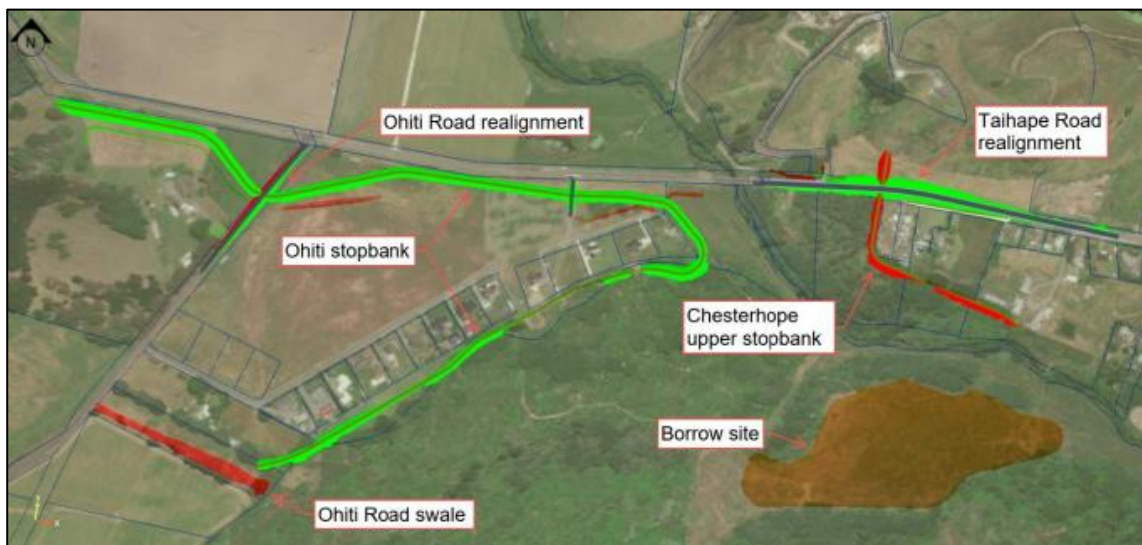 N
Ohiti Road realignment
Taihape Road
realignment
Ohiti stopbank
Chesterhope
upper stopbank
Borrow site
Ohiti Road swale
X